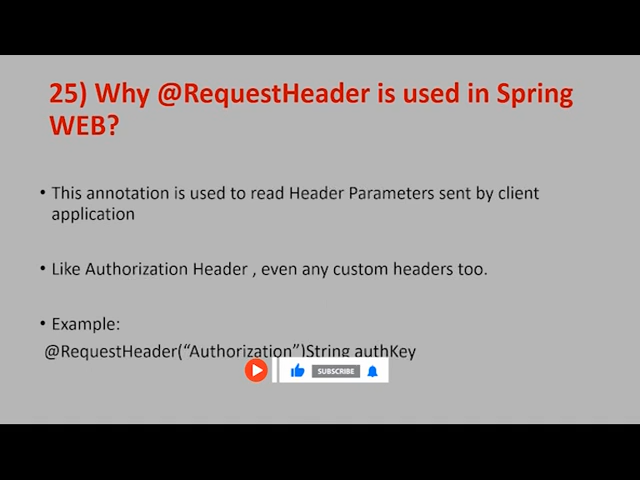 25) Why @RequestHeader is used in Spring
WEB?
• This annotation is used to read Header Parameters sent by client
application
• Like Authorization Header , even any custom headers too.
• Example:
@RequestHeader(“Authorization”)String authKey
SUBSCRIBE